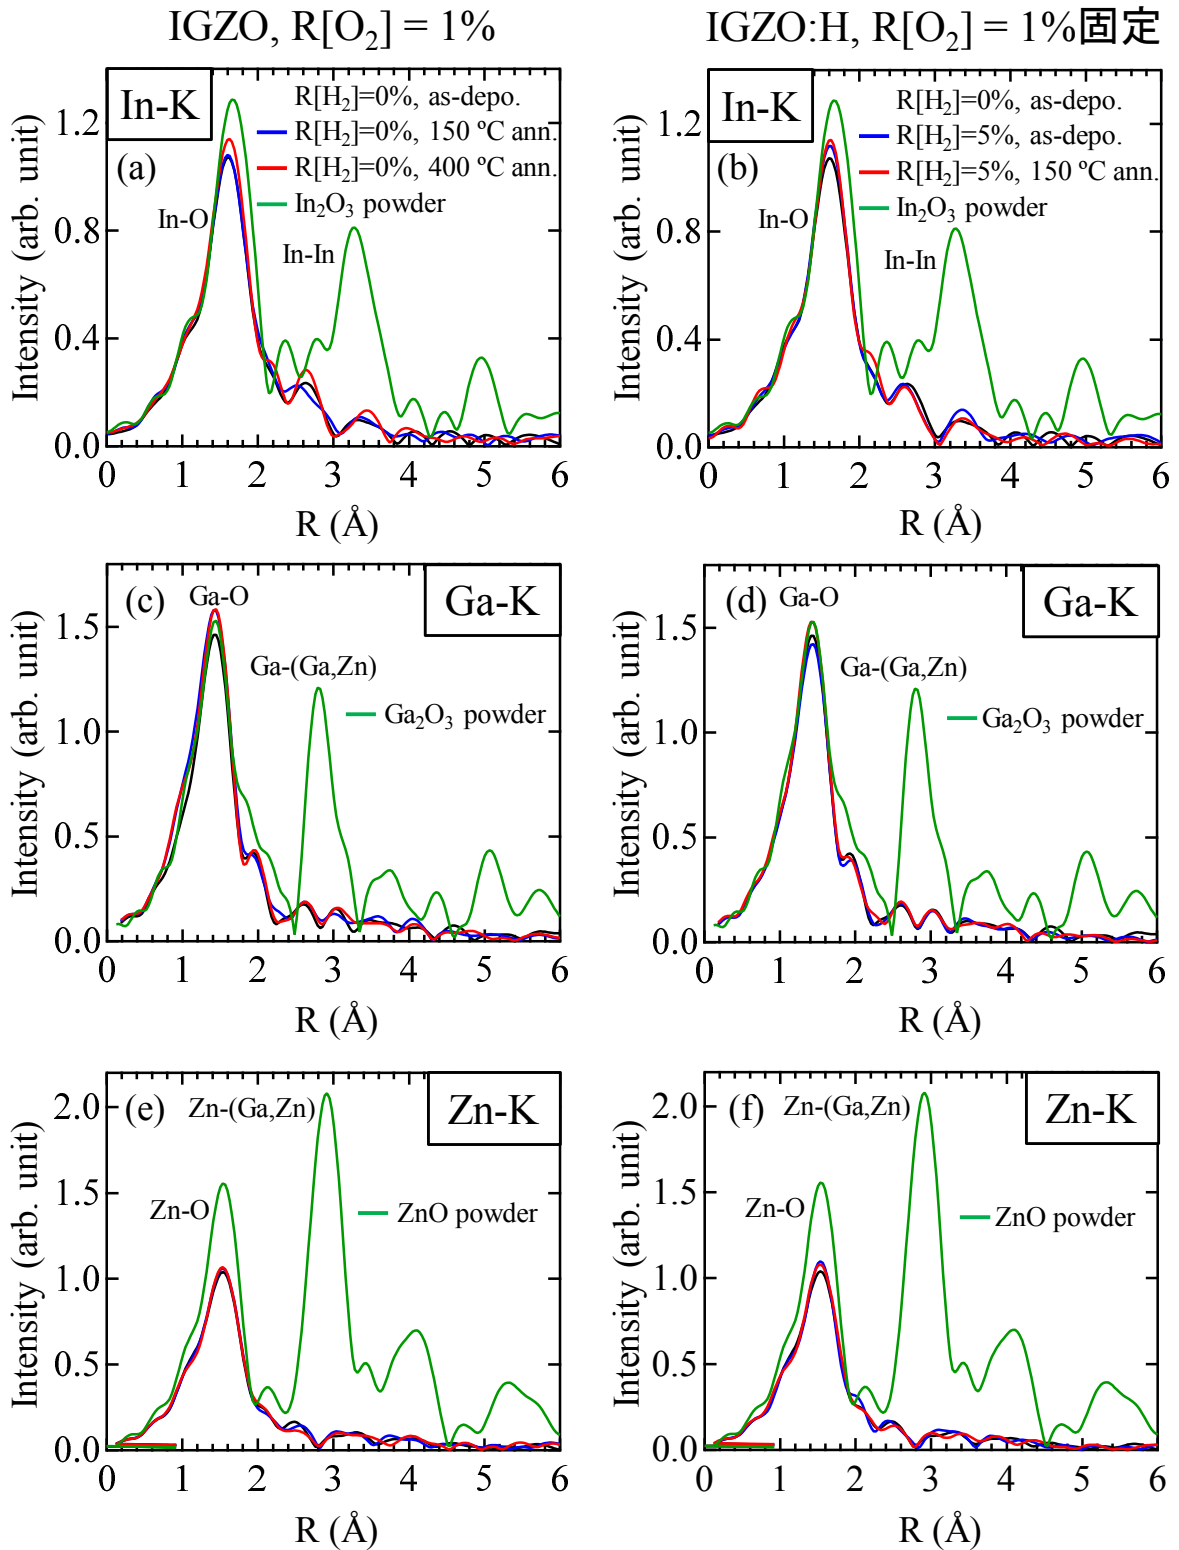 IGZO, R[O₂] = 1%
IGZO:H, R[O₂] = 1%固定
In-K
(a)
R[H₂]=0%, as-depo.
R[H₂]=0%, 150 ºC ann.
R[H₂]=0%, 400 ºC ann.
In₂O₃ powder
In-O
In-In
Intensity (arb. unit)
1.2
0.8
0.4
0.0
0 1 2 3 4 5 6
R (Å)
In-K
(b)
R[H₂]=0%, as-depo.
R[H₂]=5%, as-depo.
R[H₂]=5%, 150 ºC ann.
In₂O₃ powder
In-O
In-In
Intensity (arb. unit)
1.2
0.8
0.4
0.0
0 1 2 3 4 5 6
R (Å)
(c)
Ga-O
Ga-K
Ga-(Ga,Zn)
Ga₂O₃ powder
Intensity (arb. unit)
1.5
1.0
0.5
0.0
0 1 2 3 4 5 6
R (Å)
(d)
Ga-O
Ga-K
Ga-(Ga,Zn)
Ga₂O₃ powder
Intensity (arb. unit)
1.5
1.0
0.5
0.0
0 1 2 3 4 5 6
R (Å)
(e)
Zn-(Ga,Zn)
Zn-K
Zn-O
ZnO powder
Intensity (arb. unit)
2.0
1.5
1.0
0.5
0.0
0 1 2 3 4 5 6
R (Å)
(f)
Zn-(Ga,Zn)
Zn-K
Zn-O
ZnO powder
Intensity (arb. unit)
2.0
1.5
1.0
0.5
0.0
0 1 2 3 4 5 6
R (Å)